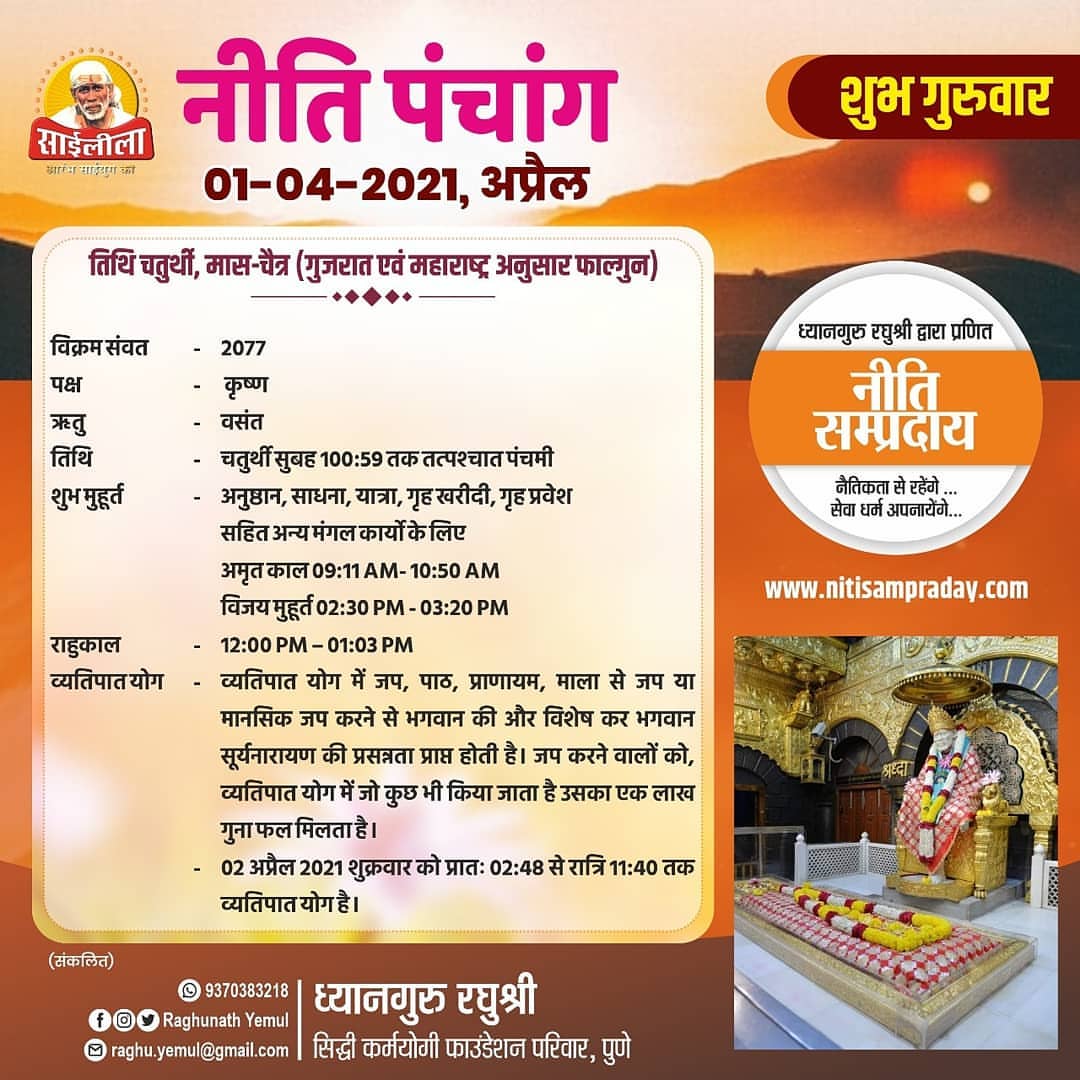 साईलीला
आरंभ साईयुग का
नीति पंचांग
01-04-2021, अप्रैल
शुभ गुरुवार
तिथि चतुर्थी, मास-चैत्र (गुजरात एवं महाराष्ट्र अनुसार फाल्गुन)
विक्रम संवत - 2077
पक्ष - कृष्ण
ऋतु - वसंत
तिथि - चतुर्थी सुबह 100:59 तक तत्पश्चात पंचमी
शुभ मुहूर्त - अनुष्ठान, साधना, यात्रा, गृह खरीदी, गृह प्रवेश
सहित अन्य मंगल कार्यो के लिए
अमृत काल 09:11 AM- 10:50 AM
विजय मुहूर्त 02:30 PM - 03:20 PM
राहुकाल - 12:00 PM – 01:03 PM
व्यतिपात योग - व्यतिपात योग में जप, पाठ, प्राणायम, माला से जप या
मानसिक जप करने से भगवान की और विशेष कर भगवान
सूर्यनारायण की प्रसन्नता प्राप्त होती है। जप करने वालों को,
व्यतिपात योग में जो कुछ भी किया जाता है उसका एक लाख
गुना फल मिलता है।
- 02 अप्रैल 2021 शुक्रवार को प्रातः 02:48 से रात्रि 11:40 तक
व्यतिपात योग है।
ध्यानगुरु रघुश्री द्वारा प्रणित
नीति
सम्प्रदाय
नैतिकता से रहेंगे ...
सेवा धर्म अपनायेंगे...
www.nitisampraday.com
श्रध्दा
(संकलित)
9370383218
Raghunath Yemul
raghu.yemul@gmail.com
ध्यानगुरु रघुश्री
सिद्धी कर्मयोगी फाउंडेशन परिवार, पुणे